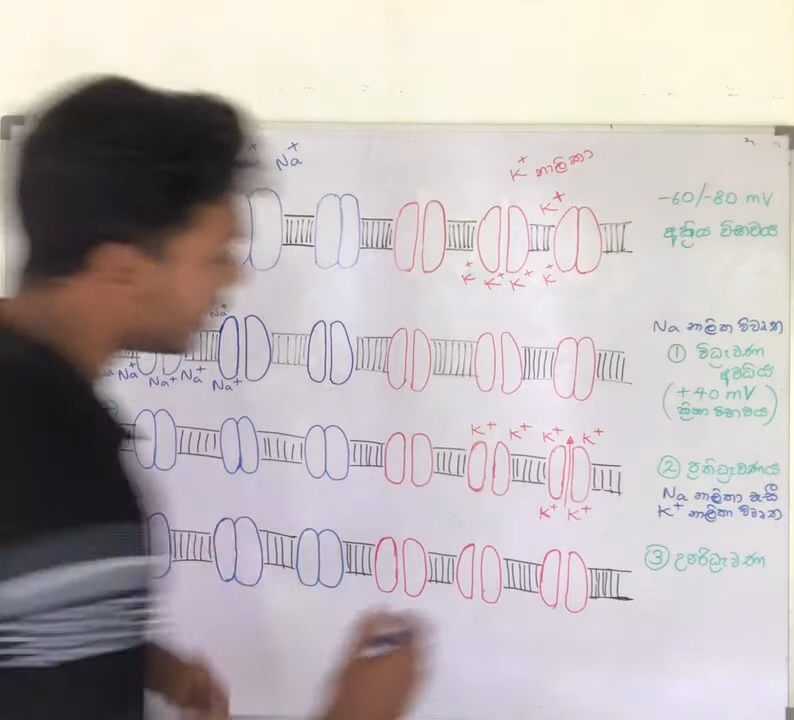 Na+
K+ නාලිකා
K+
K+ K+ K+ K+
-60/-80 mV
අක්‍රිය විභවය
Na+
Na+ Na+ Na+ Na+
Na නාලිකා විවෘත
① විධ්‍රැවණ
අවධිය
(+40 mV
ක්‍රියා විභවය)
K+ K+ K+ K+
K+ K+
② ප්‍රතිධ්‍රැවණය
Na නාලිකා වැසී
K+ නාලිකා විවෘත
③ උපරිධ්‍රැවණ